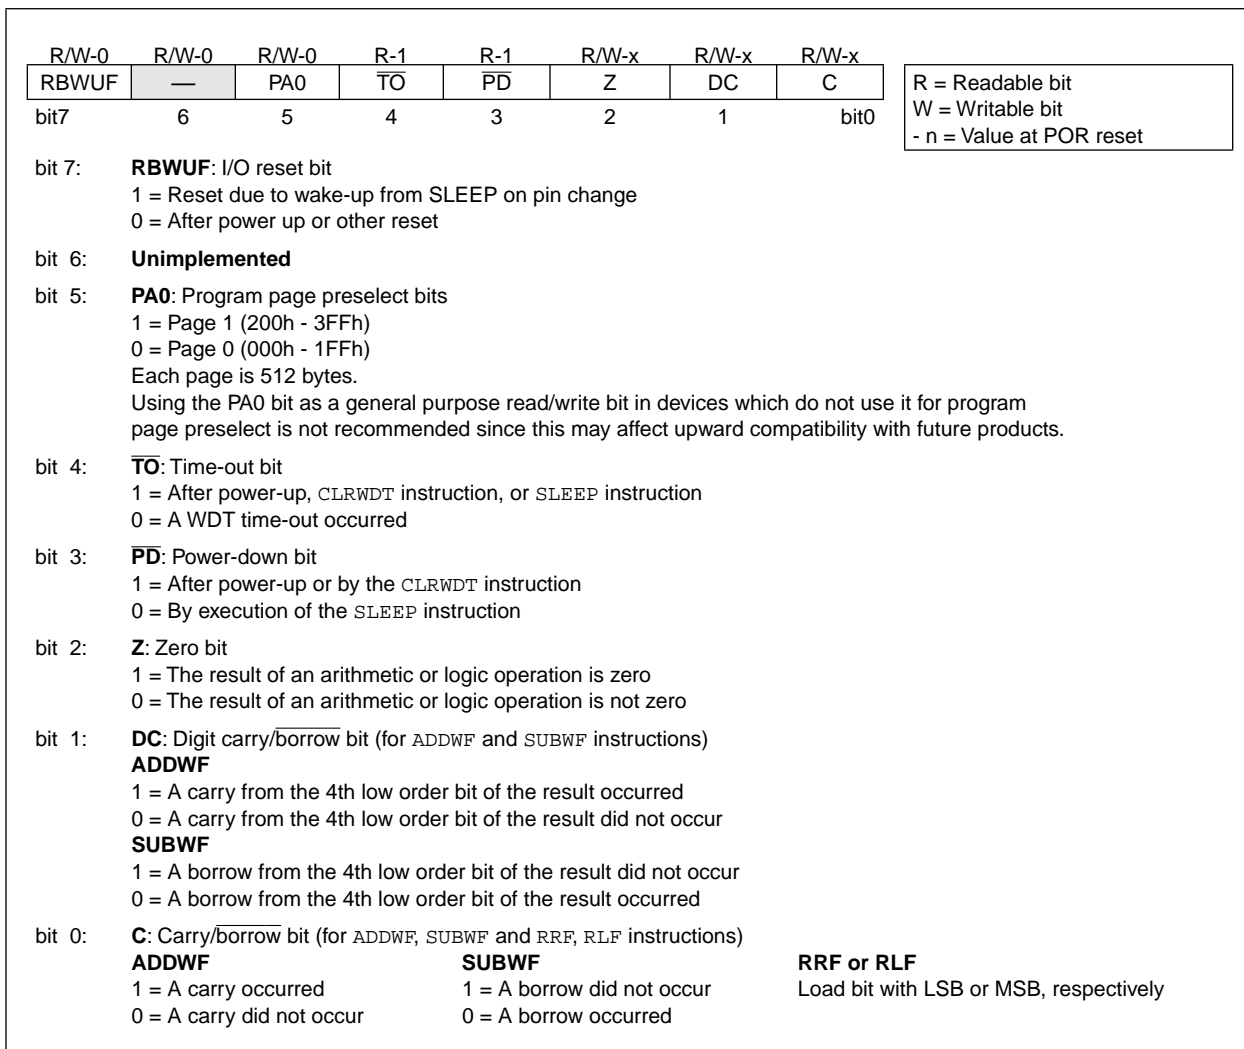 R/W-0 R/W-0 R/W-0 R-1 R-1 R/W-x R/W-x R/W-x
RBWUF — PA0 T̅O̅ P̅D̅ Z DC C
bit7 6 5 4 3 2 1 bit0
R = Readable bit
W = Writable bit
- n = Value at POR reset
bit 7: RBWUF: I/O reset bit
1 = Reset due to wake-up from SLEEP on pin change
0 = After power up or other reset
bit 6: Unimplemented
bit 5: PA0: Program page preselect bits
1 = Page 1 (200h - 3FFh)
0 = Page 0 (000h - 1FFh)
Each page is 512 bytes.
Using the PA0 bit as a general purpose read/write bit in devices which do not use it for program
page preselect is not recommended since this may affect upward compatibility with future products.
bit 4: T̅O̅: Time-out bit
1 = After power-up, CLRWDT instruction, or SLEEP instruction
0 = A WDT time-out occurred
bit 3: P̅D̅: Power-down bit
1 = After power-up or by the CLRWDT instruction
0 = By execution of the SLEEP instruction
bit 2: Z: Zero bit
1 = The result of an arithmetic or logic operation is zero
0 = The result of an arithmetic or logic operation is not zero
bit 1: DC: Digit carry/b̅o̅r̅r̅o̅w̅ bit (for ADDWF and SUBWF instructions)
ADDWF
1 = A carry from the 4th low order bit of the result occurred
0 = A carry from the 4th low order bit of the result did not occur
SUBWF
1 = A borrow from the 4th low order bit of the result did not occur
0 = A borrow from the 4th low order bit of the result occurred
bit 0: C: Carry/b̅o̅r̅r̅o̅w̅ bit (for ADDWF, SUBWF and RRF, RLF instructions)
ADDWF SUBWF RRF or RLF
1 = A carry occurred 1 = A borrow did not occur Load bit with LSB or MSB, respectively
0 = A carry did not occur 0 = A borrow occurred